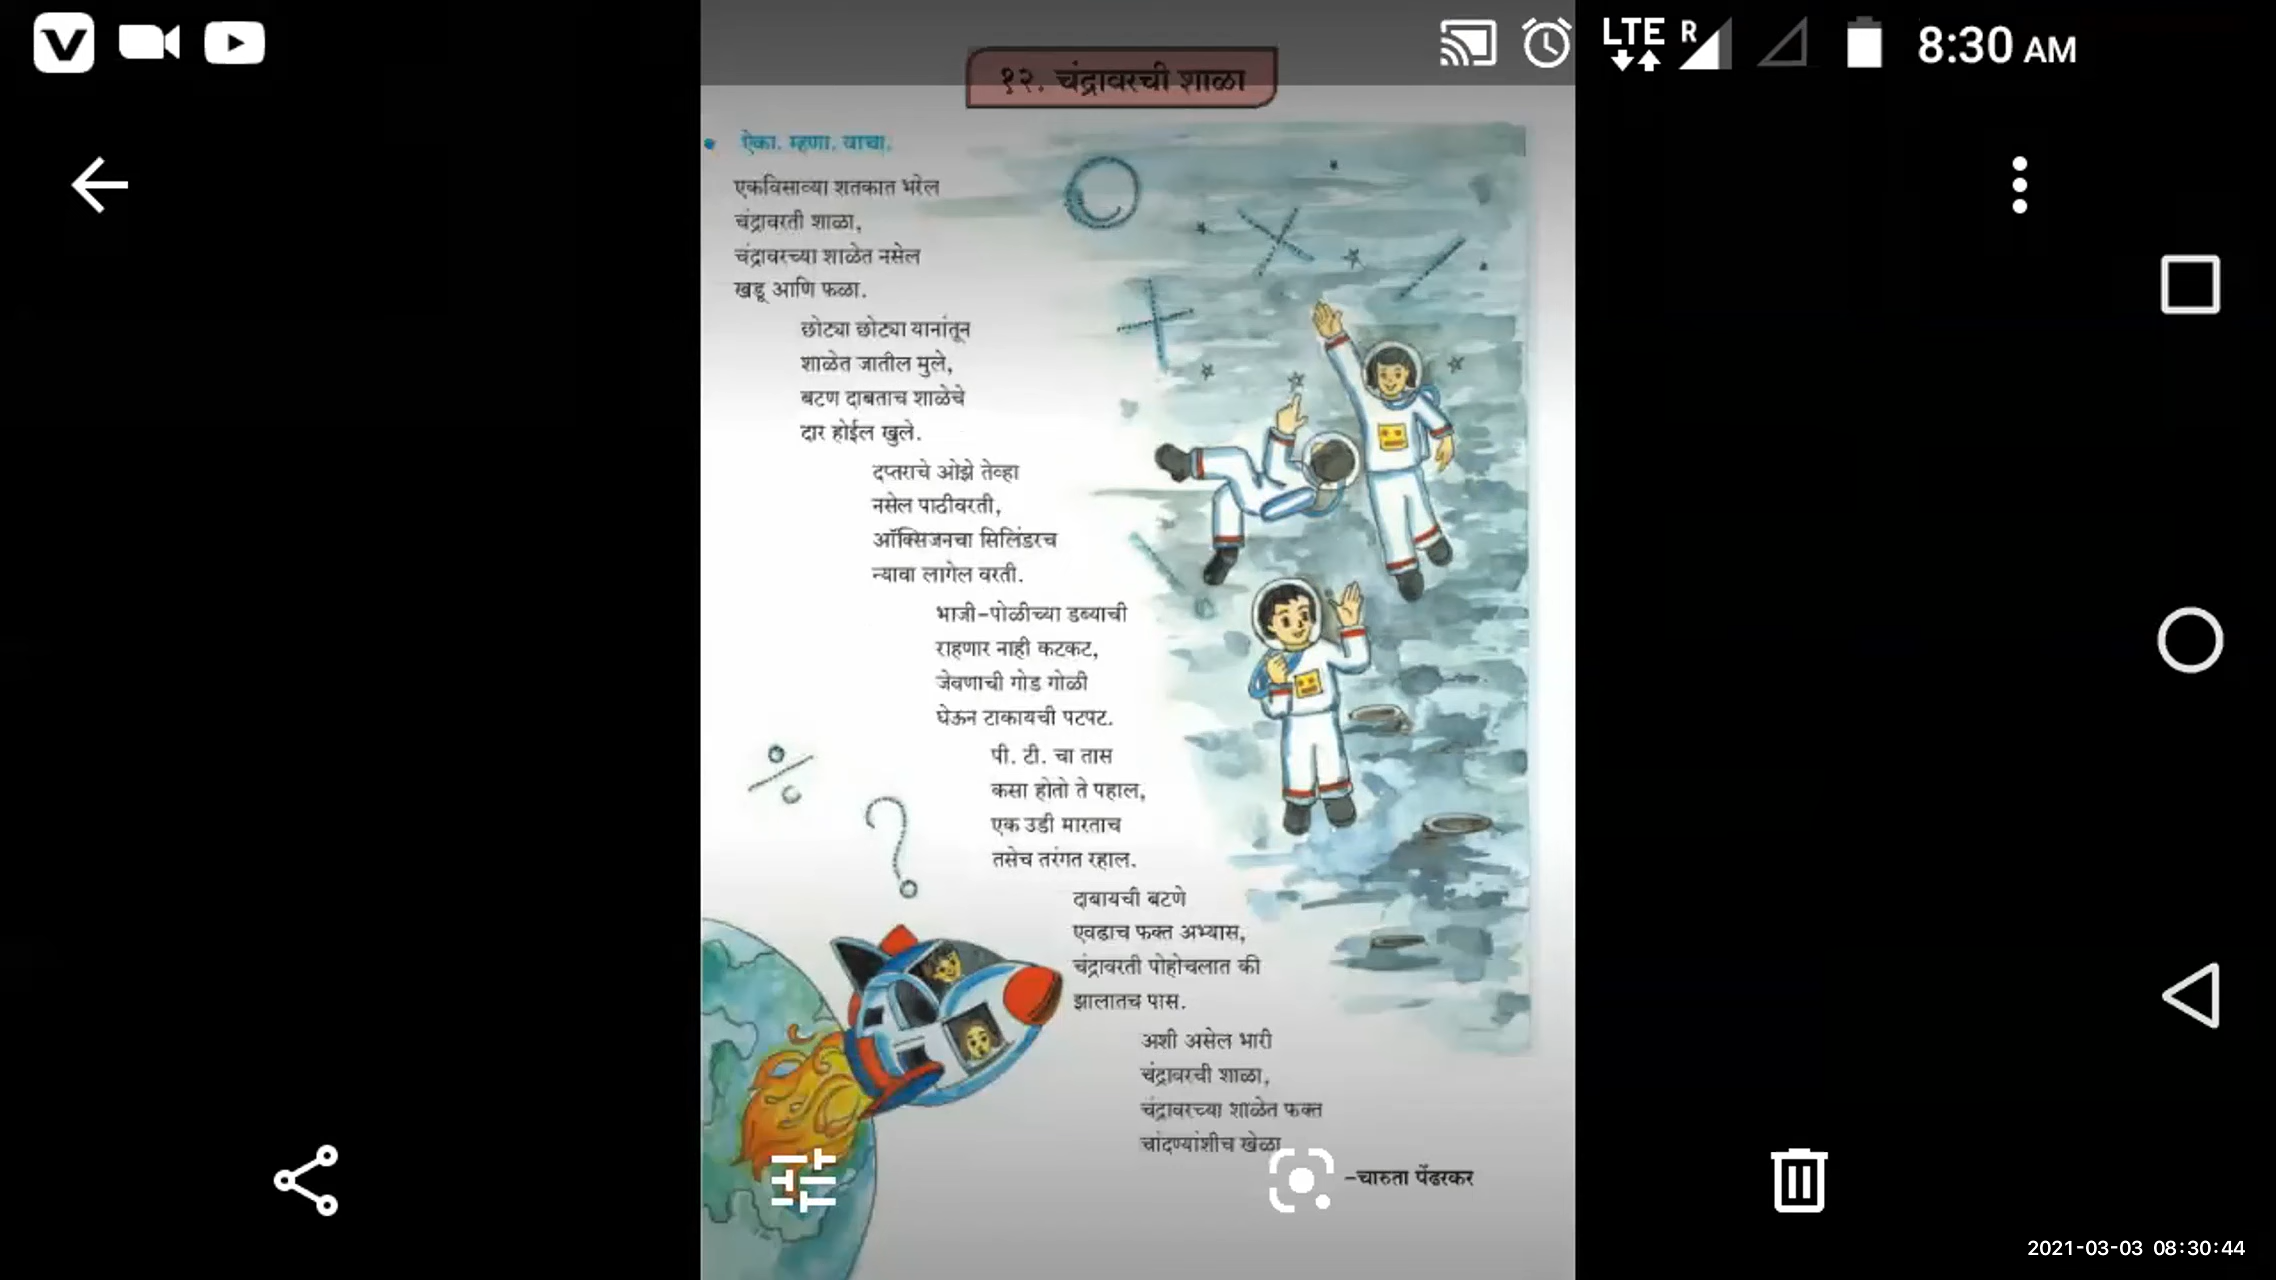 LTE R 8:30 AM
१२. चंद्रावरची शाळा
• ऐका. म्हणा. वाचा.
एकविसाव्या शतकात भरेल
चंद्रावरती शाळा,
चंद्रावरच्या शाळेत नसेल
खडू आणि फळा.
छोट्या छोट्या यानांतून
शाळेत जातील मुले,
बटण दाबताच शाळेचे
दार होईल खुले.
दप्तराचे ओझे तेव्हा
नसेल पाठीवरती,
ऑक्सिजनचा सिलिंडरच
न्यावा लागेल वरती.
भाजी-पोळीच्या डब्याची
राहणार नाही कटकट,
जेवणाची गोड गोळी
घेऊन टाकायची पटपट.
पी. टी. चा तास
कसा होतो ते पहाल,
एक उडी मारताच
तसेच तरंगत रहाल.
दाबायची बटणे
एवढाच फक्त अभ्यास,
चंद्रावरती पोहोचलात की
झालातच पास.
अशी असेल भारी
चंद्रावरची शाळा,
चंद्रावरच्या शाळेत फक्त
चांदण्यांशीच खेळा
-चारुता पेंढरकर
2021-03-03 08:30:44